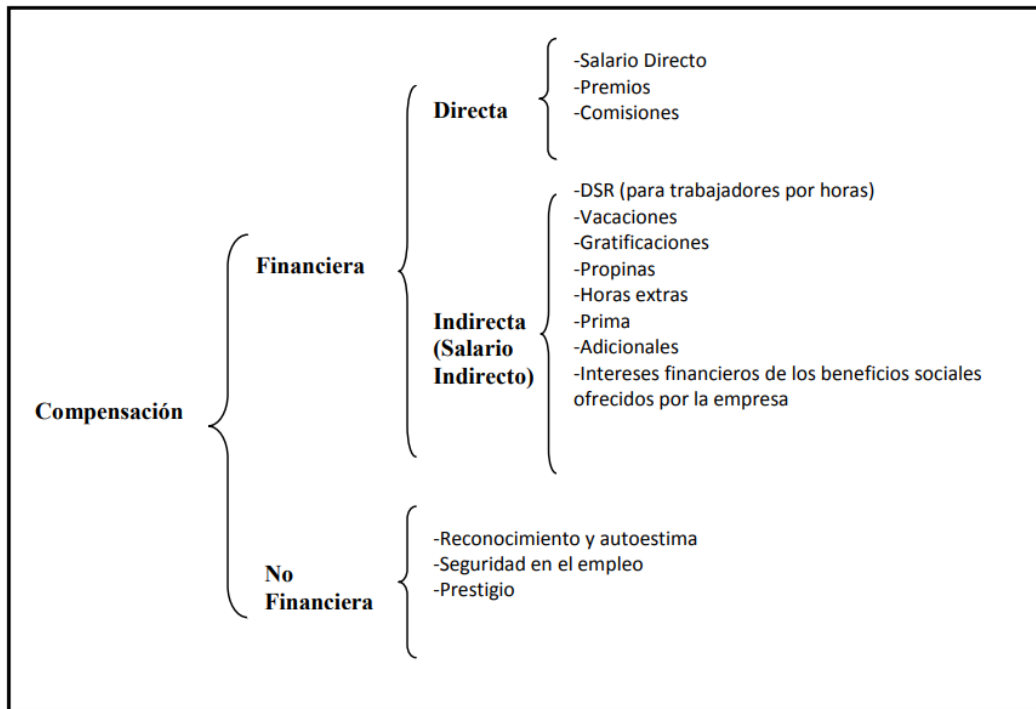 Compensación
Financiera
Directa
-Salario Directo
-Premios
-Comisiones
Indirecta
(Salario
Indirecto)
-DSR (para trabajadores por horas)
-Vacaciones
-Gratificaciones
-Propinas
-Horas extras
-Prima
-Adicionales
-Intereses financieros de los beneficios sociales
ofrecidos por la empresa
No
Financiera
-Reconocimiento y autoestima
-Seguridad en el empleo
-Prestigio